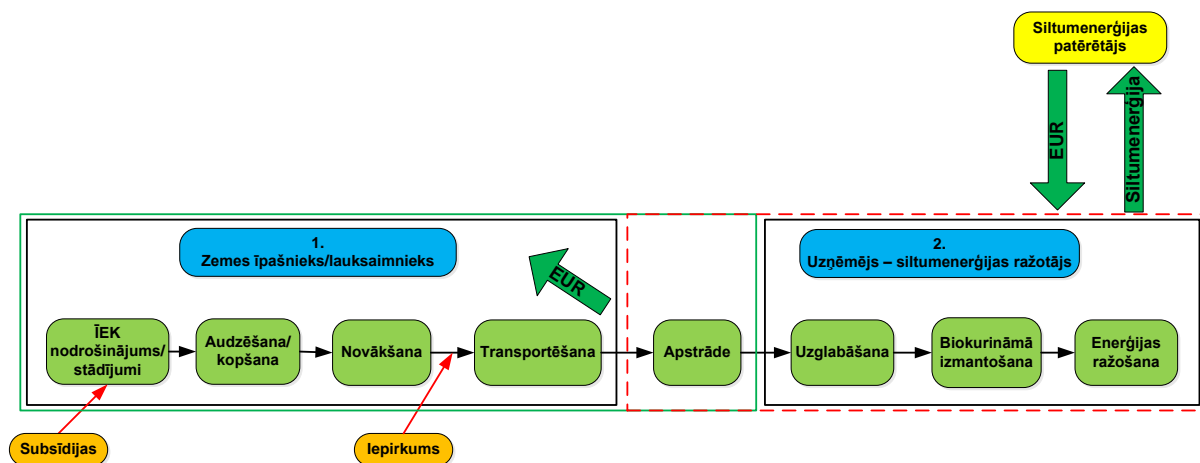 Siltumenerģijas
patērētājs
EUR
Siltumenerģija
1.
Zemes īpašnieks/lauksaimnieks
2.
Uzņēmējs – siltumenerģijas ražotājs
EUR
ĪEK
nodrošinājums/
stādījumi
Audzēšana/
kopšana
Novākšana
Transportēšana
Apstrāde
Uzglabāšana
Biokurināmā
izmantošana
Enerģijas
ražošana
Subsīdijas
Iepirkums